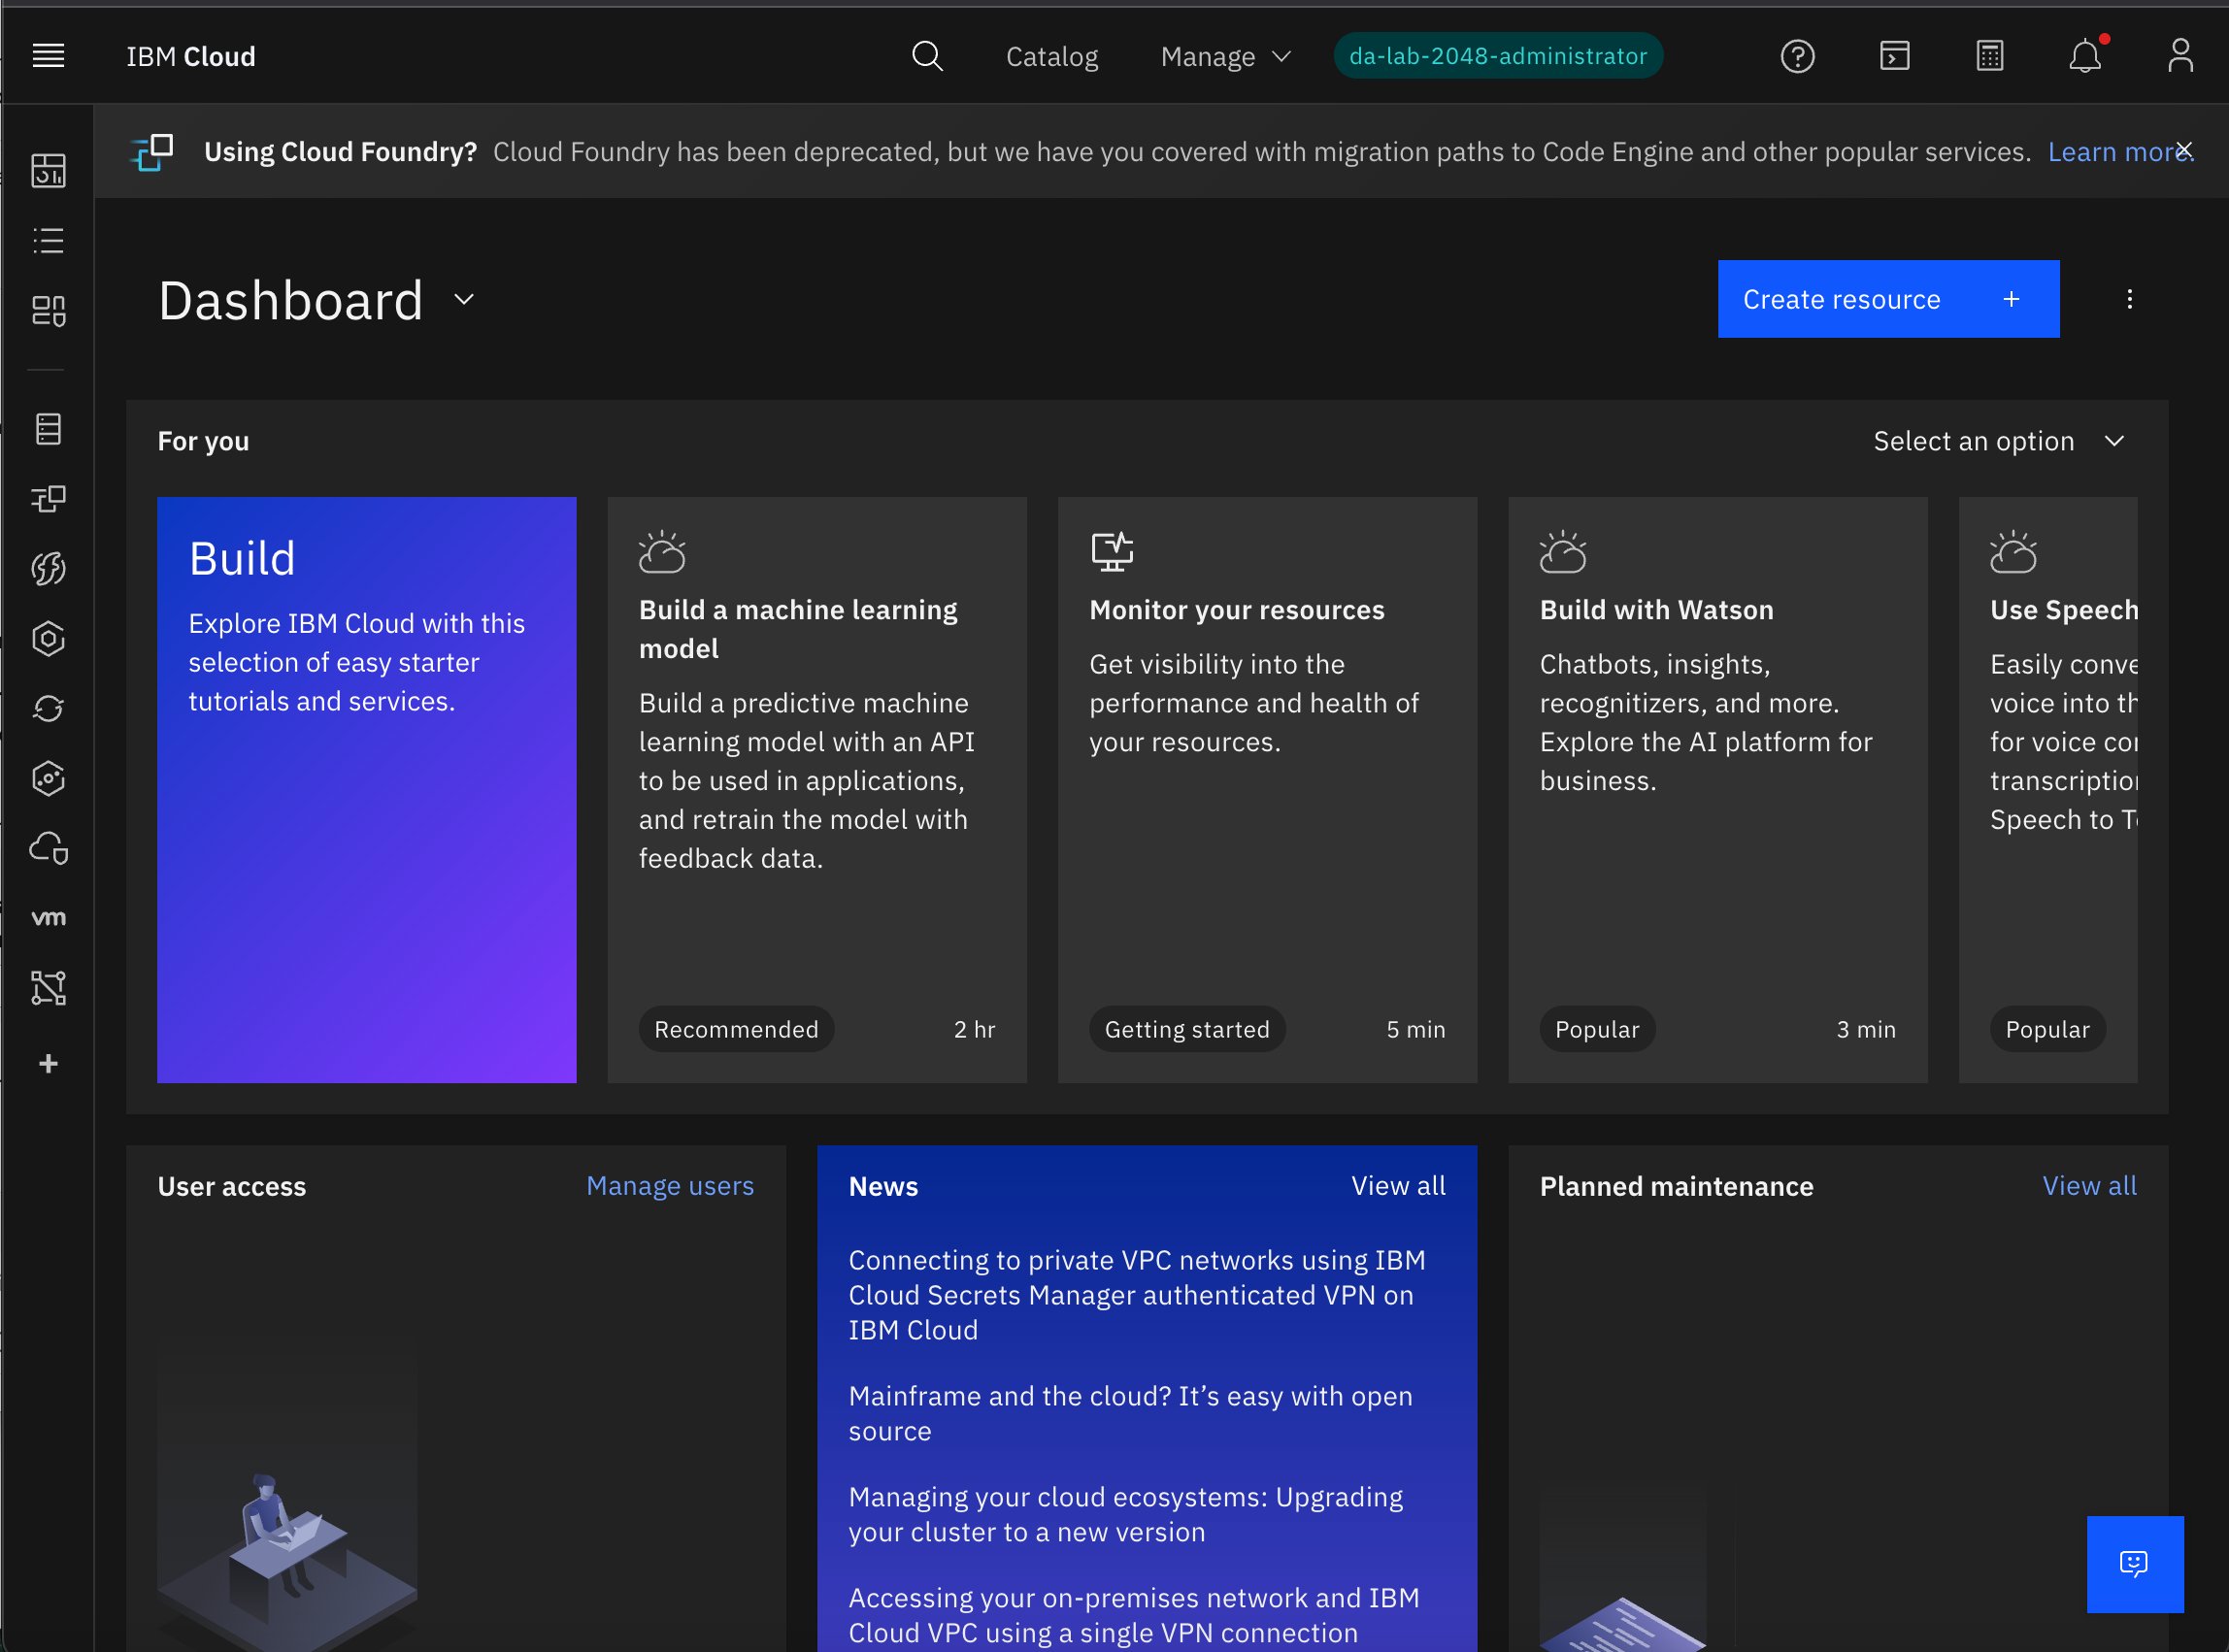 IBM Cloud
Catalog
Manage
da-lab-2048-administrator
Using Cloud Foundry? Cloud Foundry has been deprecated, but we have you covered with migration paths to Code Engine and other popular services. Learn more.
Dashboard
Create resource +
For you
Select an option
Build
Explore IBM Cloud with this
selection of easy starter
tutorials and services.
Build a machine learning
model
Build a predictive machine
learning model with an API
to be used in applications,
and retrain the model with
feedback data.
Recommended
2 hr
Monitor your resources
Get visibility into the
performance and health of
your resources.
Getting started
5 min
Build with Watson
Chatbots, insights,
recognitizers, and more.
Explore the AI platform for
business.
Popular
3 min
Use Speech
Easily conve
voice into th
for voice
transcription
Speech to
Popular
vm
User access
Manage users
News
View all
Connecting to private VPC networks using IBM
Cloud Secrets Manager authenticated VPN on
IBM Cloud
Mainframe and the cloud? It’s easy with open
source
Managing your cloud ecosystems: Upgrading
your cluster to a new version
Accessing your on-premises network and IBM
Cloud VPC using a single VPN connection
Planned maintenance
View all